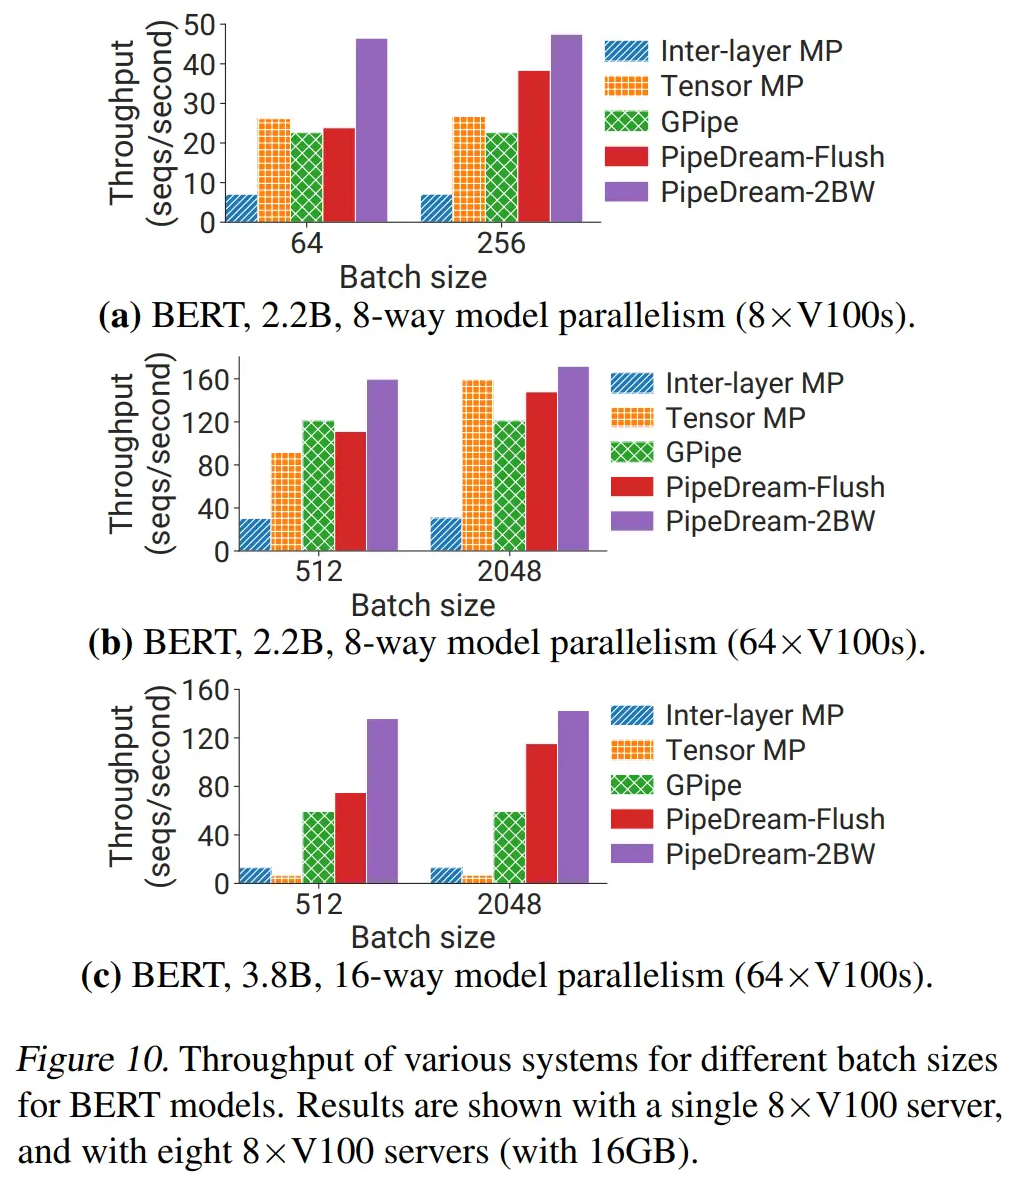 Throughput
(seqs/second)
50
40
30
20
10
0
64
256
Batch size
Inter-layer MP
Tensor MP
GPipe
PipeDream-Flush
PipeDream-2BW
(a) BERT, 2.2B, 8-way model parallelism (8×V100s).
Throughput
(seqs/second)
160
120
80
40
0
512
2048
Batch size
Inter-layer MP
Tensor MP
GPipe
PipeDream-Flush
PipeDream-2BW
(b) BERT, 2.2B, 8-way model parallelism (64×V100s).
Throughput
(seqs/second)
160
120
80
40
0
512
2048
Batch size
Inter-layer MP
Tensor MP
GPipe
PipeDream-Flush
PipeDream-2BW
(c) BERT, 3.8B, 16-way model parallelism (64×V100s).
Figure 10. Throughput of various systems for different batch sizes
for BERT models. Results are shown with a single 8×V100 server,
and with eight 8×V100 servers (with 16GB).